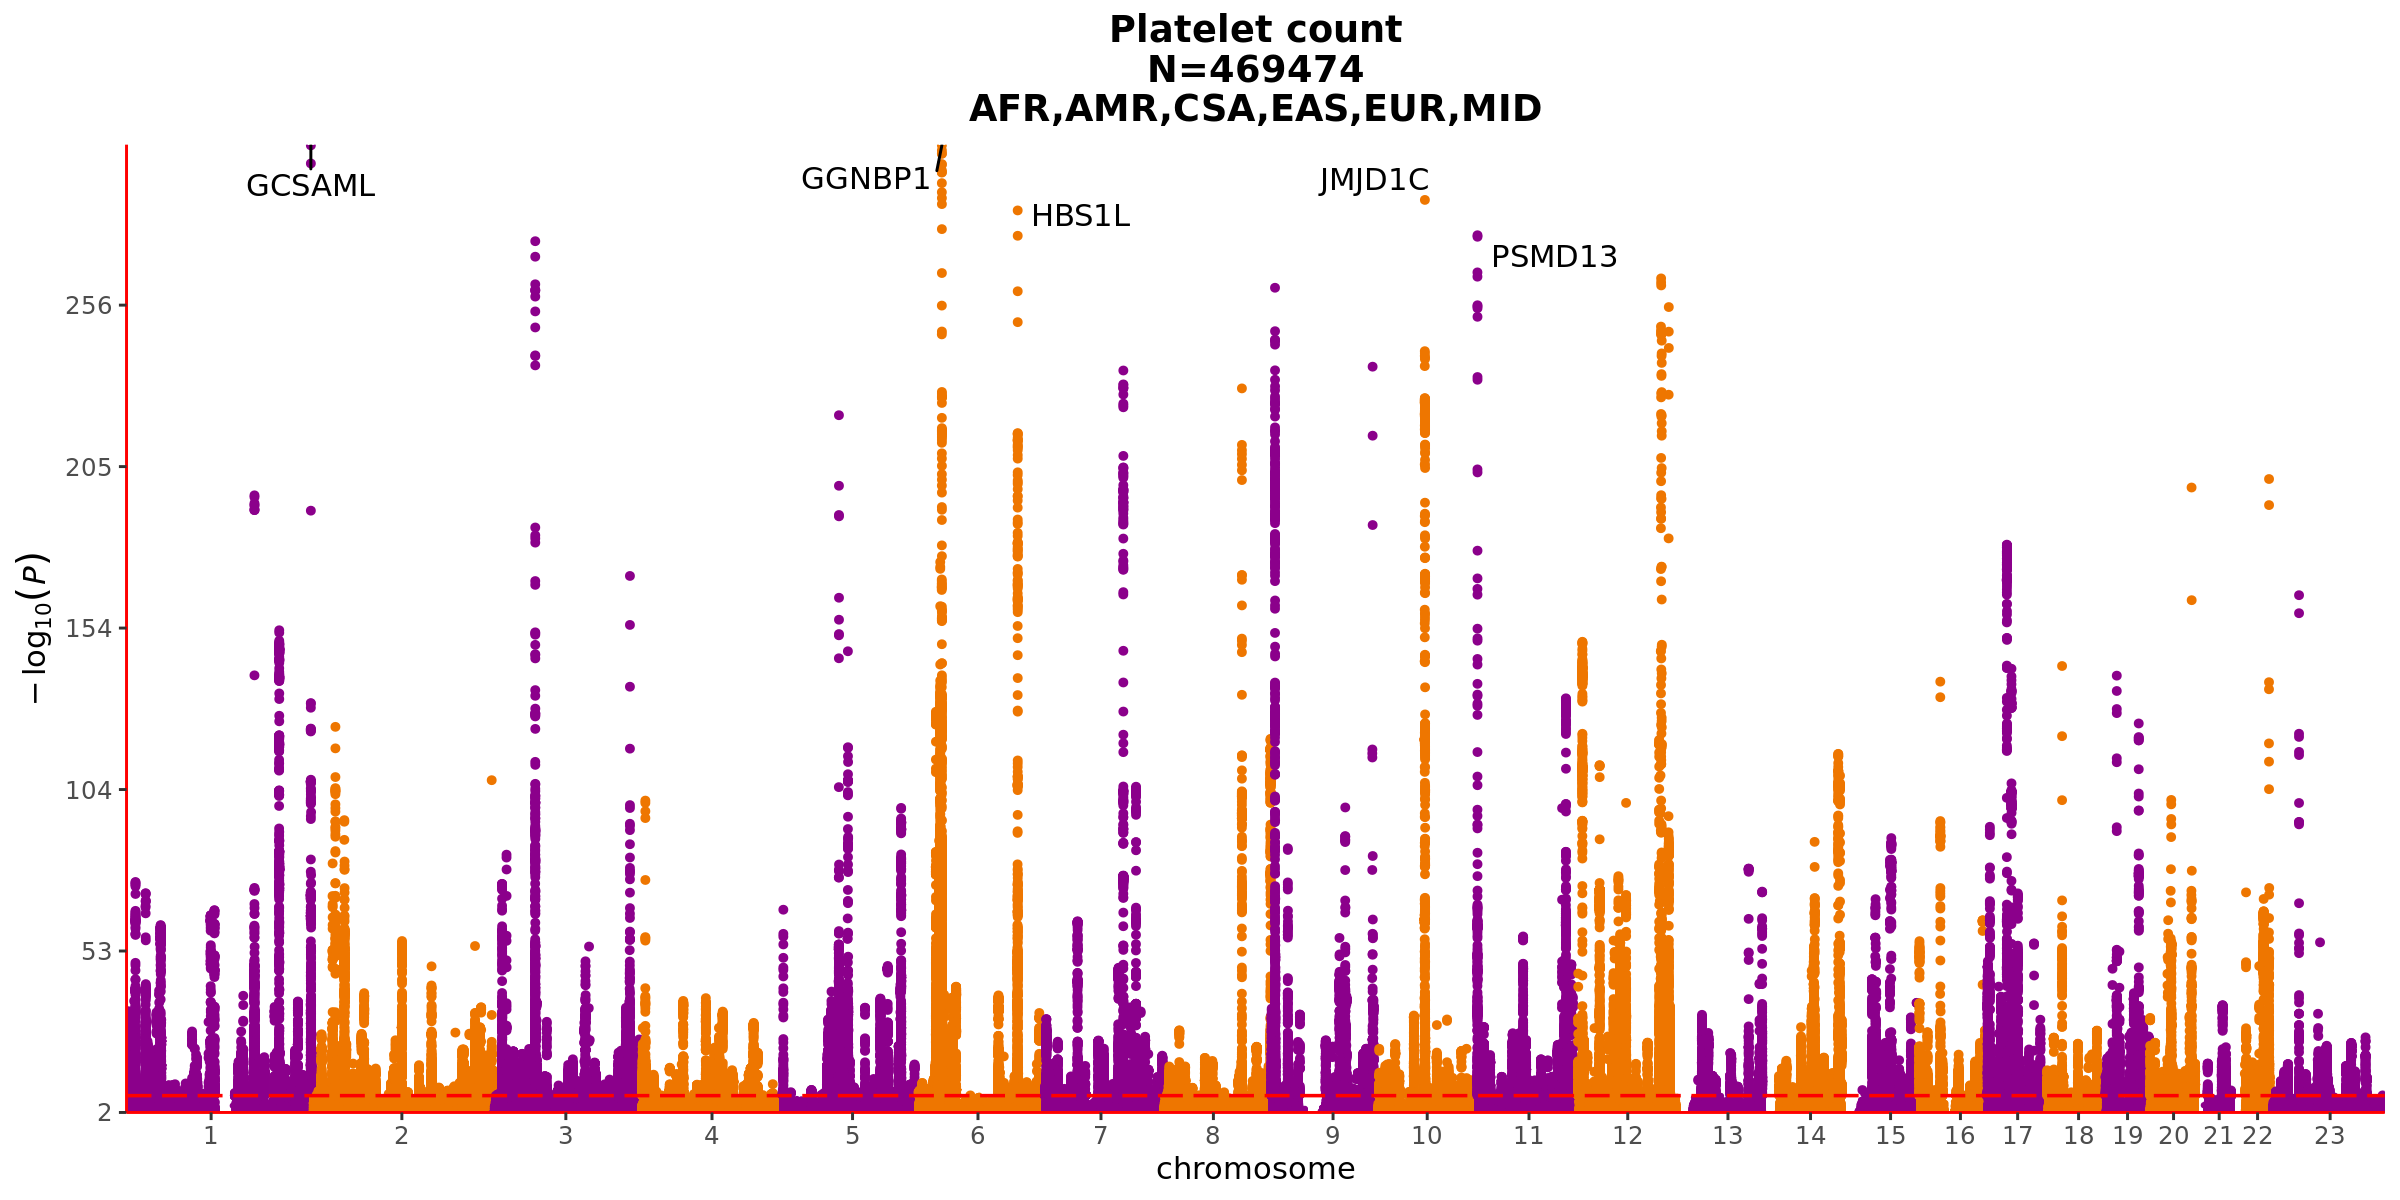 Platelet count
N=469474
AFR,AMR,CSA,EAS,EUR,MID
GCSAML
GGNBP1
HBS1L
JMJD1C
PSMD13
256
205
154
104
53
2
−log10(P)
1 2 3 4 5 6 7 8 9 10 11 12 13 14 15 16 17 18 19 20 21 22 23
chromosome